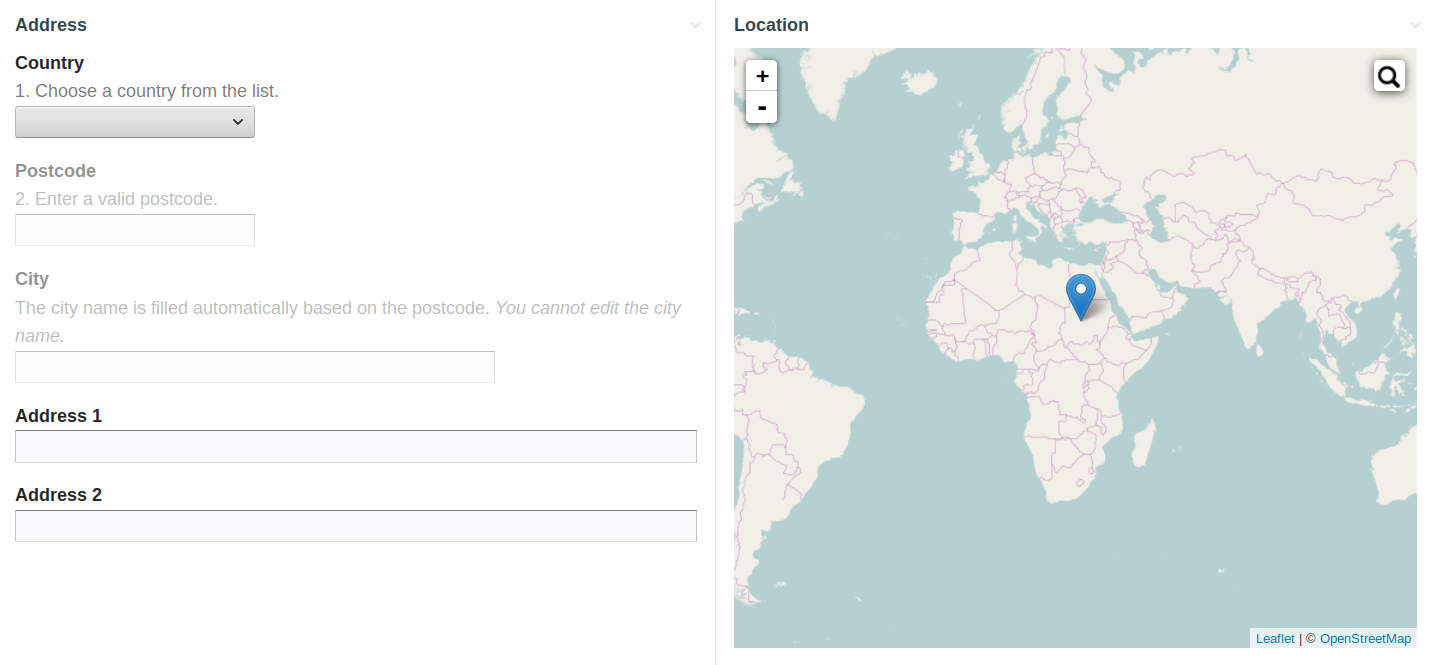 Address
Country
1. Choose a country from the list.
Postcode
2. Enter a valid postcode.
City
The city name is filled automatically based on the postcode. You cannot edit the city
name.
Address 1
Address 2
Location
+
-
Leaflet | © OpenStreetMap